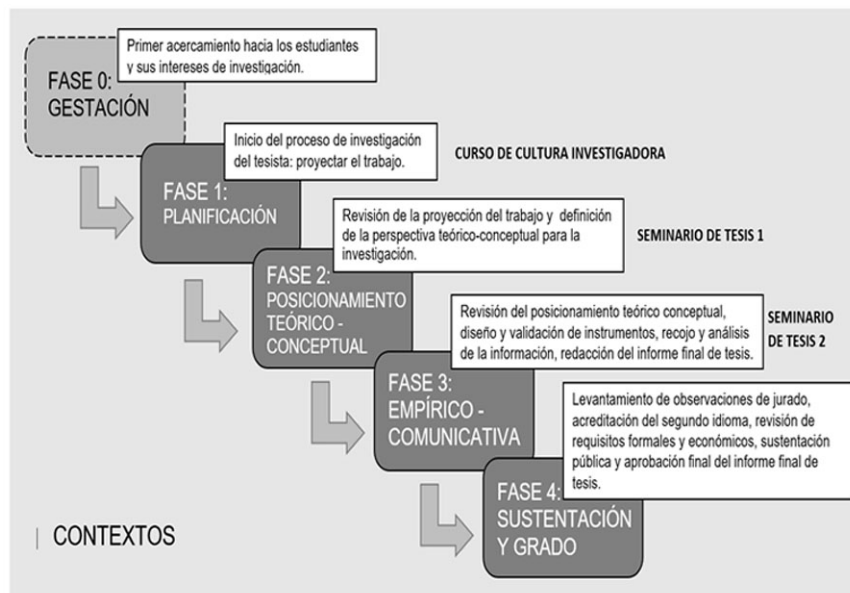 Primer acercamiento hacia los estudiantes
y sus intereses de investigación.
FASE 0:
GESTACIÓN
Inicio del proceso de investigación
del tesista: proyectar el trabajo.
CURSO DE CULTURA INVESTIGADORA
FASE 1:
PLANIFICACIÓN
Revisión de la proyección del trabajo y definición
de la perspectiva teórico-conceptual para la
investigación.
SEMINARIO DE TESIS 1
FASE 2:
POSICIONAMIENTO
TEÓRICO -
CONCEPTUAL
Revisión del posicionamiento teórico conceptual,
diseño y validación de instrumentos, recojo y análisis
de la información, redacción del informe final de tesis.
SEMINARIO
DE TESIS 2
FASE 3:
EMPÍRICO -
COMUNICATIVA
Levantamiento de observaciones de jurado,
acreditación del segundo idioma, revisión de
requisitos formales y económicos, sustentación
pública y aprobación final del informe final de
tesis.
FASE 4:
SUSTENTACIÓN
Y GRADO
CONTEXTOS